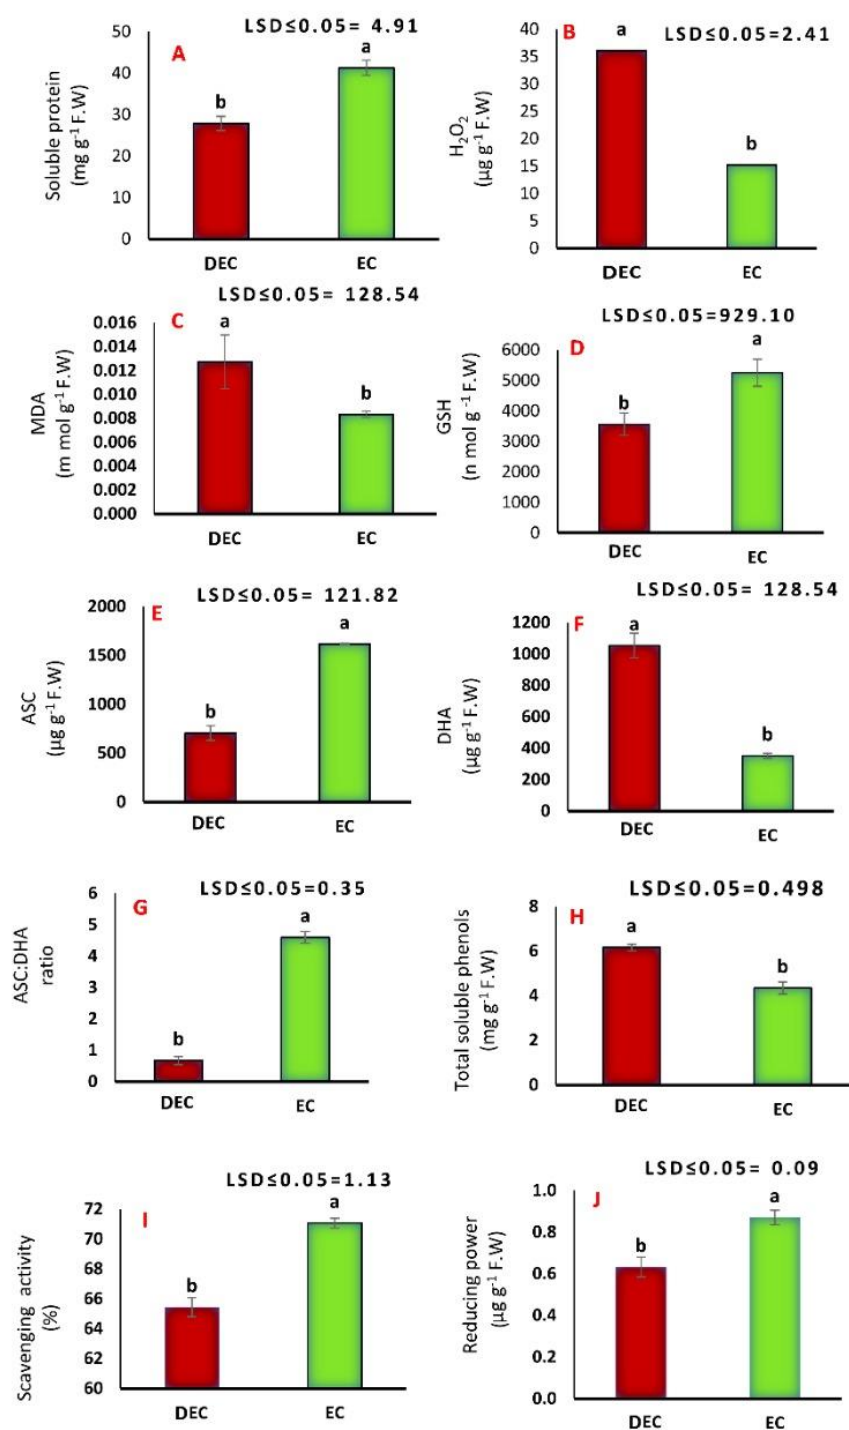 LSD≤0.05= 4.91
A
Soluble protein
(mg g⁻¹ F.W)
50
40
30
20
10
0
b
a
DEC
EC
LSD≤0.05=2.41
B
H₂O₂
(µg g⁻¹ F.W)
40
35
30
25
20
15
10
5
0
a
b
DEC
EC
LSD≤0.05= 128.54
C
MDA
(m mol g⁻¹ F.W)
0.016
0.014
0.012
0.010
0.008
0.006
0.004
0.002
0.000
a
b
DEC
EC
LSD≤0.05=929.10
D
GSH
(n mol g⁻¹ F.W)
6000
5000
4000
3000
2000
1000
0
b
a
DEC
EC
LSD≤0.05= 121.82
E
ASC
(µg g⁻¹ F.W)
2000
1500
1000
500
0
b
a
DEC
EC
LSD≤0.05= 128.54
F
DHA
(µg g⁻¹ F.W)
1200
1000
800
600
400
200
0
a
b
DEC
EC
LSD≤0.05=0.35
G
ASC:DHA
ratio
6
5
4
3
2
1
0
b
a
DEC
EC
LSD≤0.05=0.498
H
Total soluble phenols
(mg g⁻¹ F.W)
8
6
4
2
0
a
b
DEC
EC
LSD≤0.05=1.13
I
Scavenging activity
(%)
72
70
68
66
64
62
60
b
a
DEC
EC
LSD≤0.05= 0.09
J
Reducing power
(µg g⁻¹ F.W)
1.0
0.8
0.6
0.4
0.2
0.0
b
a
DEC
EC